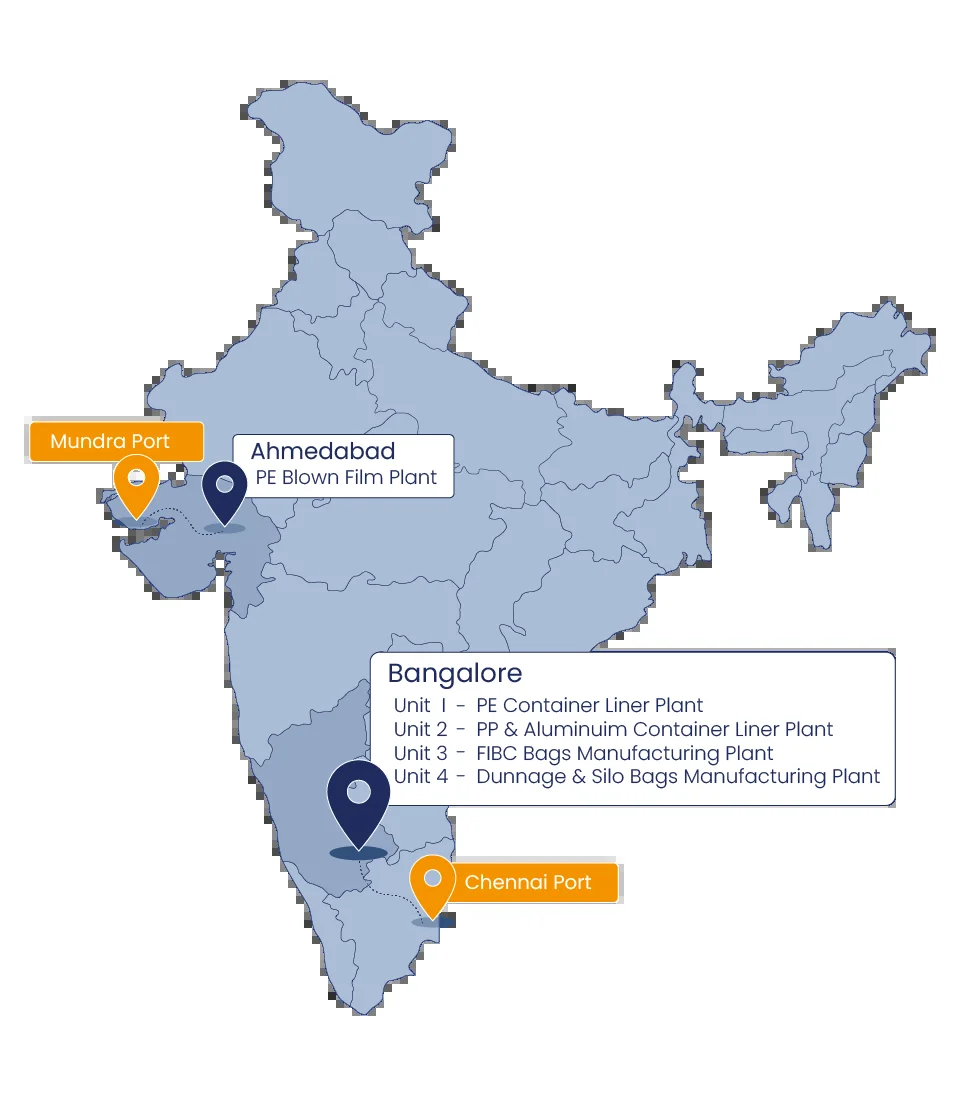 Mundra Port
Ahmedabad
PE Blown Film Plant
Bangalore
Unit 1 - PE Container Liner Plant
Unit 2 - PP & Aluminuim Container Liner Plant
Unit 3 - FIBC Bags Manufacturing Plant
Unit 4 - Dunnage & Silo Bags Manufacturing Plant
Chennai Port